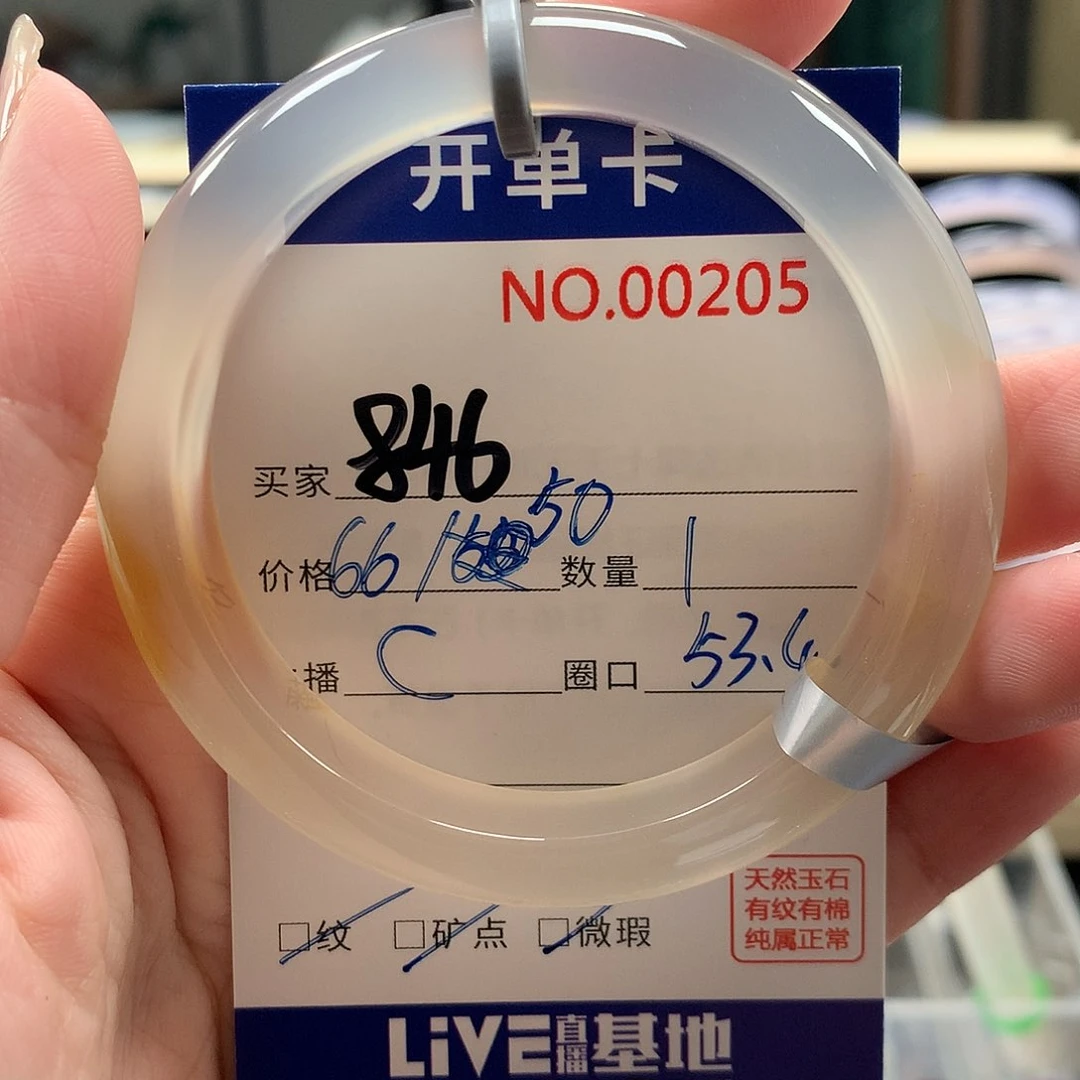 开单卡
NO.00205
买家 846
价格 66/ 50 数量 1
播 C 圈口 53.4
□纹 □矿点 □微瑕
天然玉石
有纹有棉
纯属正常
LiVE直播基地